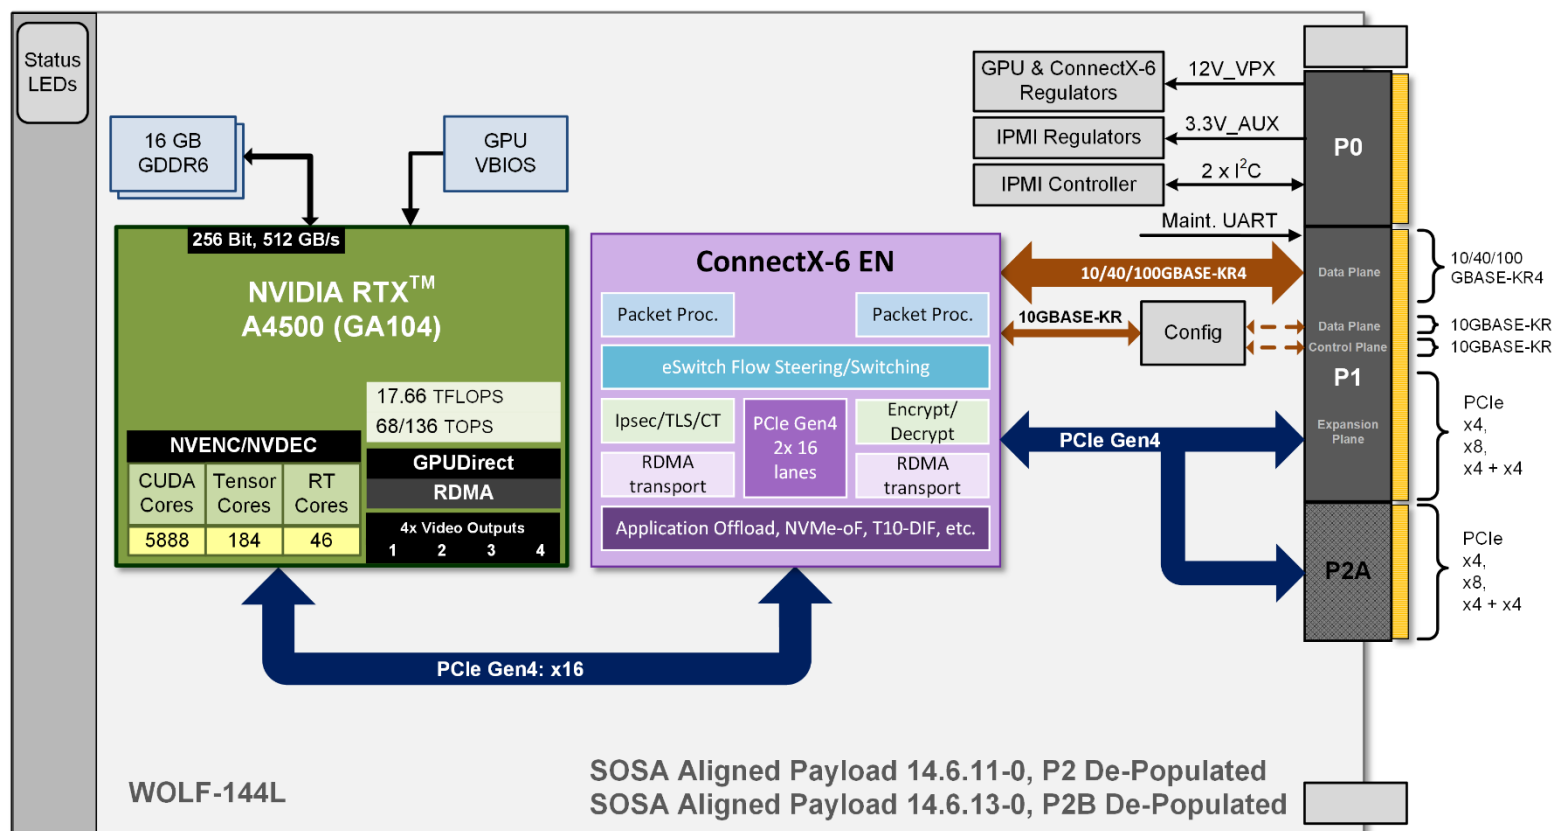 Status
LEDs
16 GB
GDDR6
GPU
VBIOS
256 Bit, 512 GB/s
NVIDIA RTX™
A4500 (GA104)
17.66 TFLOPS
68/136 TOPS
NVENC/NVDEC
CUDA
Cores
Tensor
Cores
RT
Cores
5888
184
46
GPUDirect
RDMA
4x Video Outputs
1 2 3 4
ConnectX-6 EN
Packet Proc.
Packet Proc.
eSwitch Flow Steering/Switching
Ipsec/TLS/CT
PCIe Gen4
2x 16
lanes
Encrypt/
Decrypt
RDMA
transport
RDMA
transport
Application Offload, NVMe-oF, T10-DIF, etc.
PCIe Gen4: x16
GPU & ConnectX-6
Regulators
12V_VPX
IPMI Regulators
3.3V_AUX
IPMI Controller
2 x I²C
Maint. UART
10/40/100GBASE-KR4
10GBASE-KR
Config
PCIe Gen4
P0
Data Plane
Data Plane
Control Plane
P1
Expansion
Plane
P2A
10/40/100
GBASE-KR4
10GBASE-KR
10GBASE-KR
PCIe
x4,
x8,
x4 + x4
PCIe
x4,
x8,
x4 + x4
WOLF-144L
SOSA Aligned Payload 14.6.11-0, P2 De-Populated
SOSA Aligned Payload 14.6.13-0, P2B De-Populated